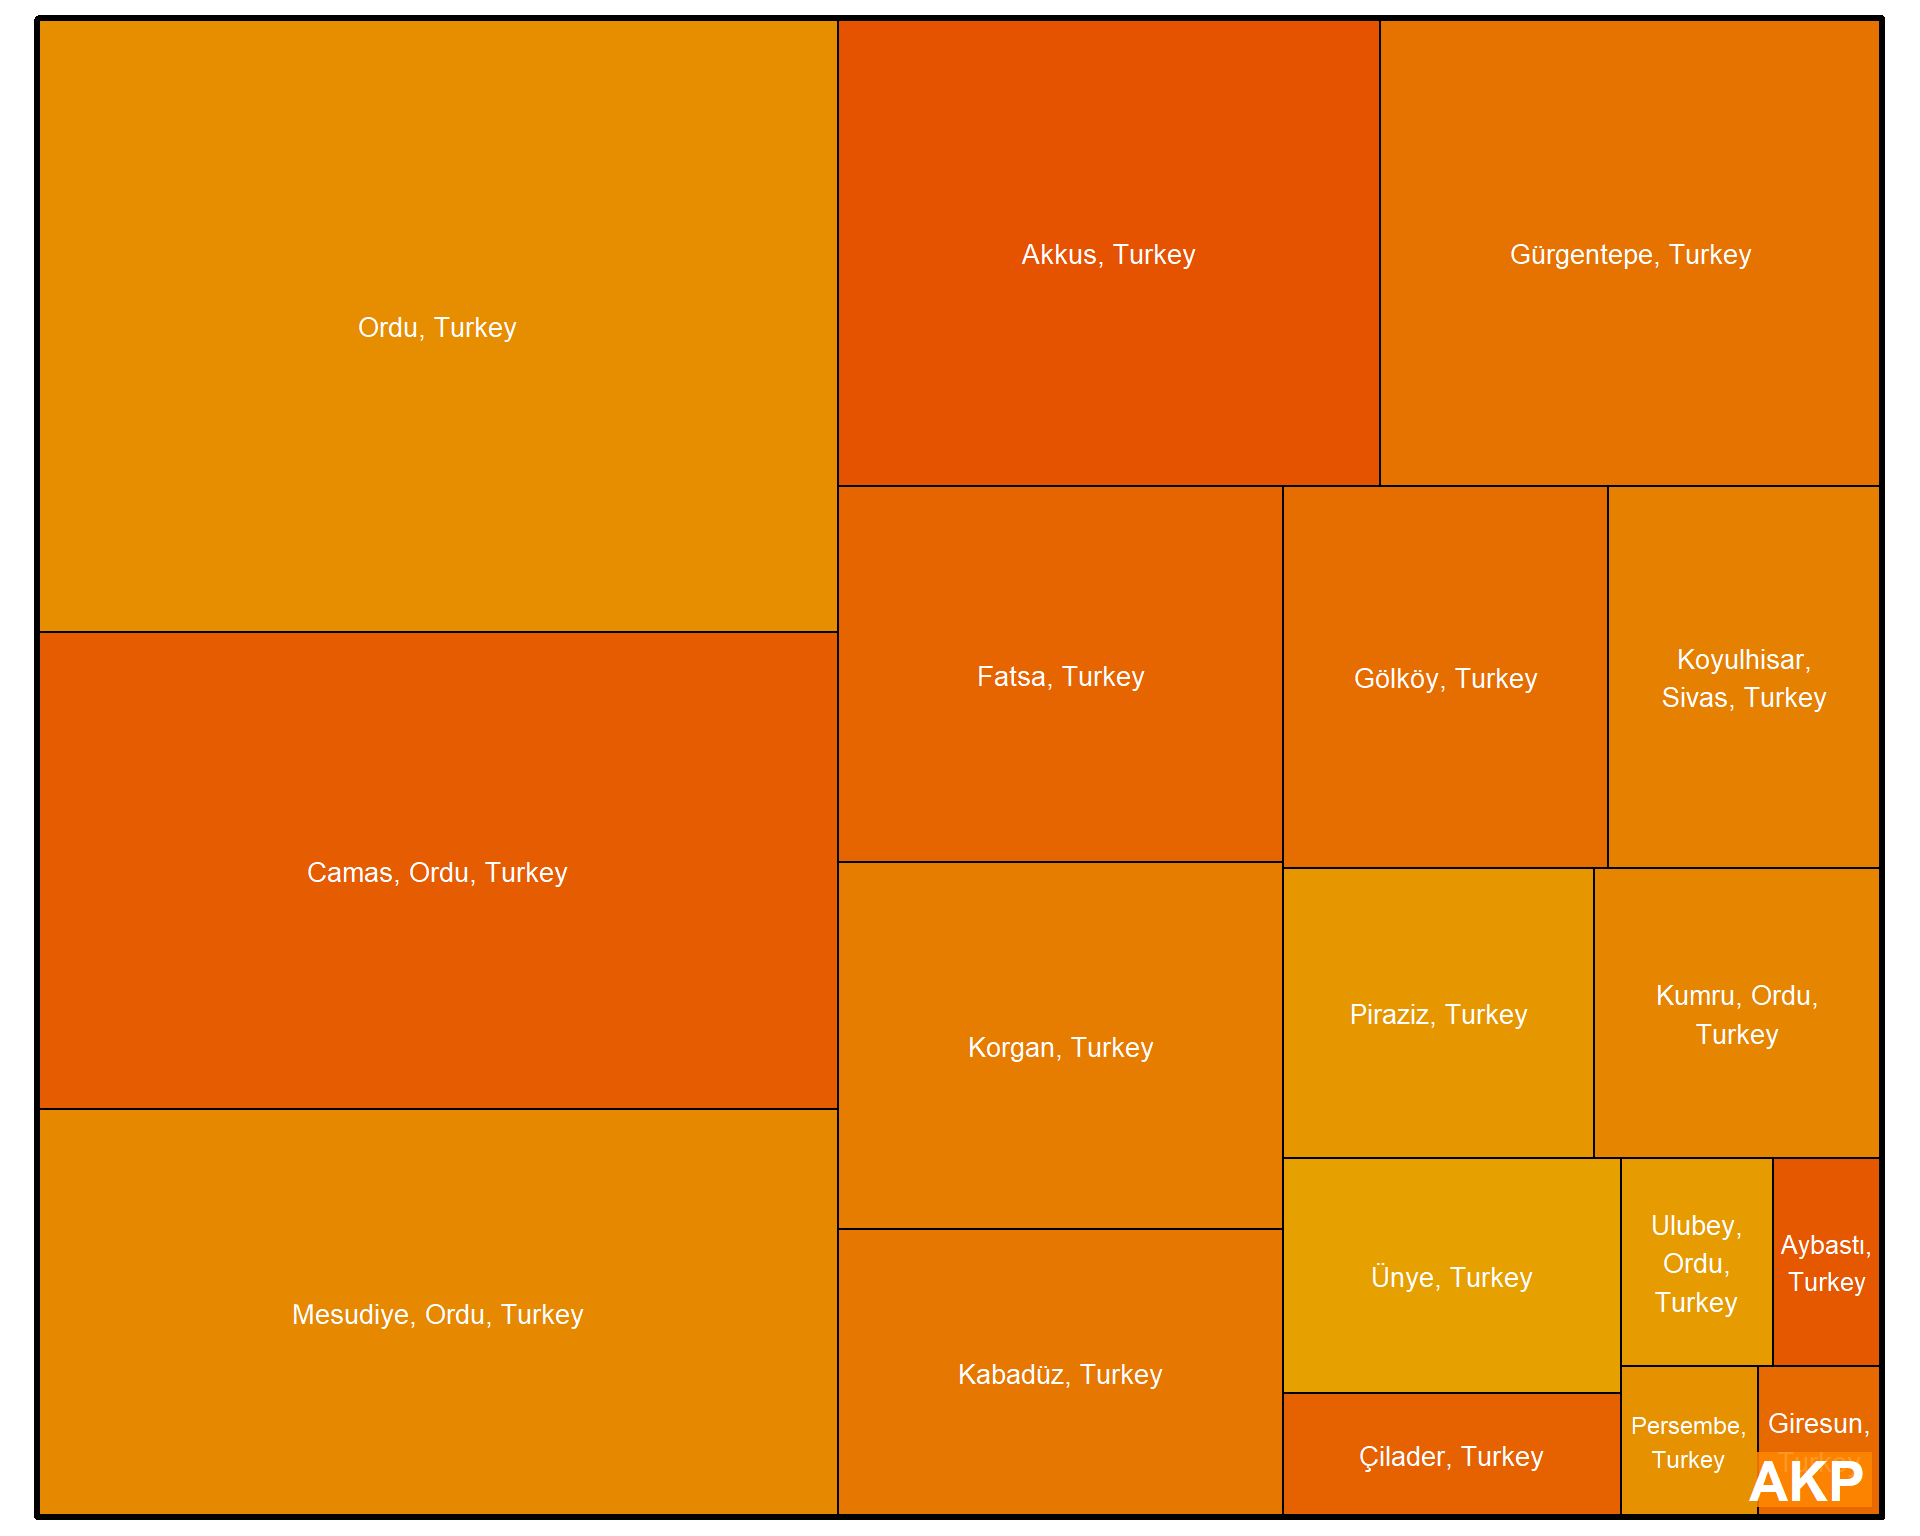 Ordu, Turkey
Akkus, Turkey
Gürgentepe, Turkey
Camas, Ordu, Turkey
Fatsa, Turkey
Gölköy, Turkey
Koyulhisar,
Sivas, Turkey
Korgan, Turkey
Piraziz, Turkey
Kumru, Ordu,
Turkey
Mesudiye, Ordu, Turkey
Kabadüz, Turkey
Ünye, Turkey
Ulubey,
Ordu,
Turkey
Aybastı,
Turkey
Çilader, Turkey
Persembe,
Turkey
Giresun,
Turkey
AKP